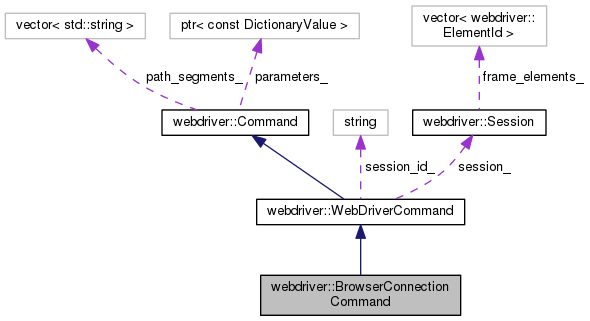 vector< std::string >
ptr< const DictionaryValue >
vector< webdriver::
ElementId >
path_segments_
parameters_
frame_elements_
webdriver::Command
string
webdriver::Session
session_id_
session_
webdriver::WebDriverCommand
webdriver::BrowserConnection
Command